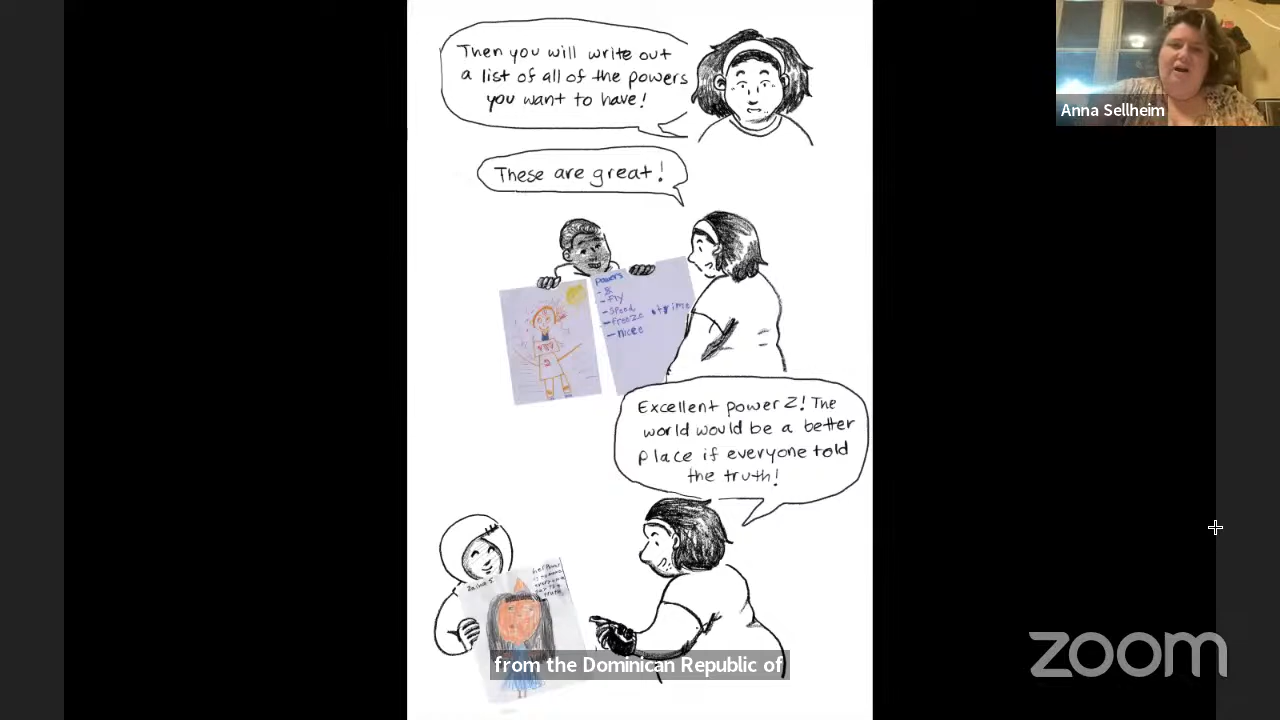 Then you will write out
a list of all of the powers
you want to have!
Anna Sellheim
These are great!
powers
- &
- Fly
- Speed
- Freeze
- nicee
Excellent power Z! The
world would be a better
place if everyone told
the truth!
from the Dominican Republic of
zoom